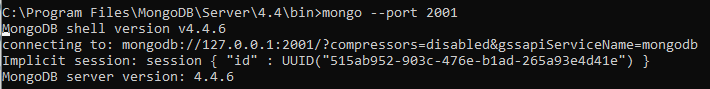 C:\Program Files\MongoDB\Server\4.4\bin>mongo --port 2001
MongoDB shell version v4.4.6
connecting to: mongodb://127.0.0.1:2001/?compressors=disabled&gssapiServiceName=mongodb
Implicit session: session { "id" : UUID("515ab952-903c-476e-b1ad-265a93e4d41e") }
MongoDB server version: 4.4.6